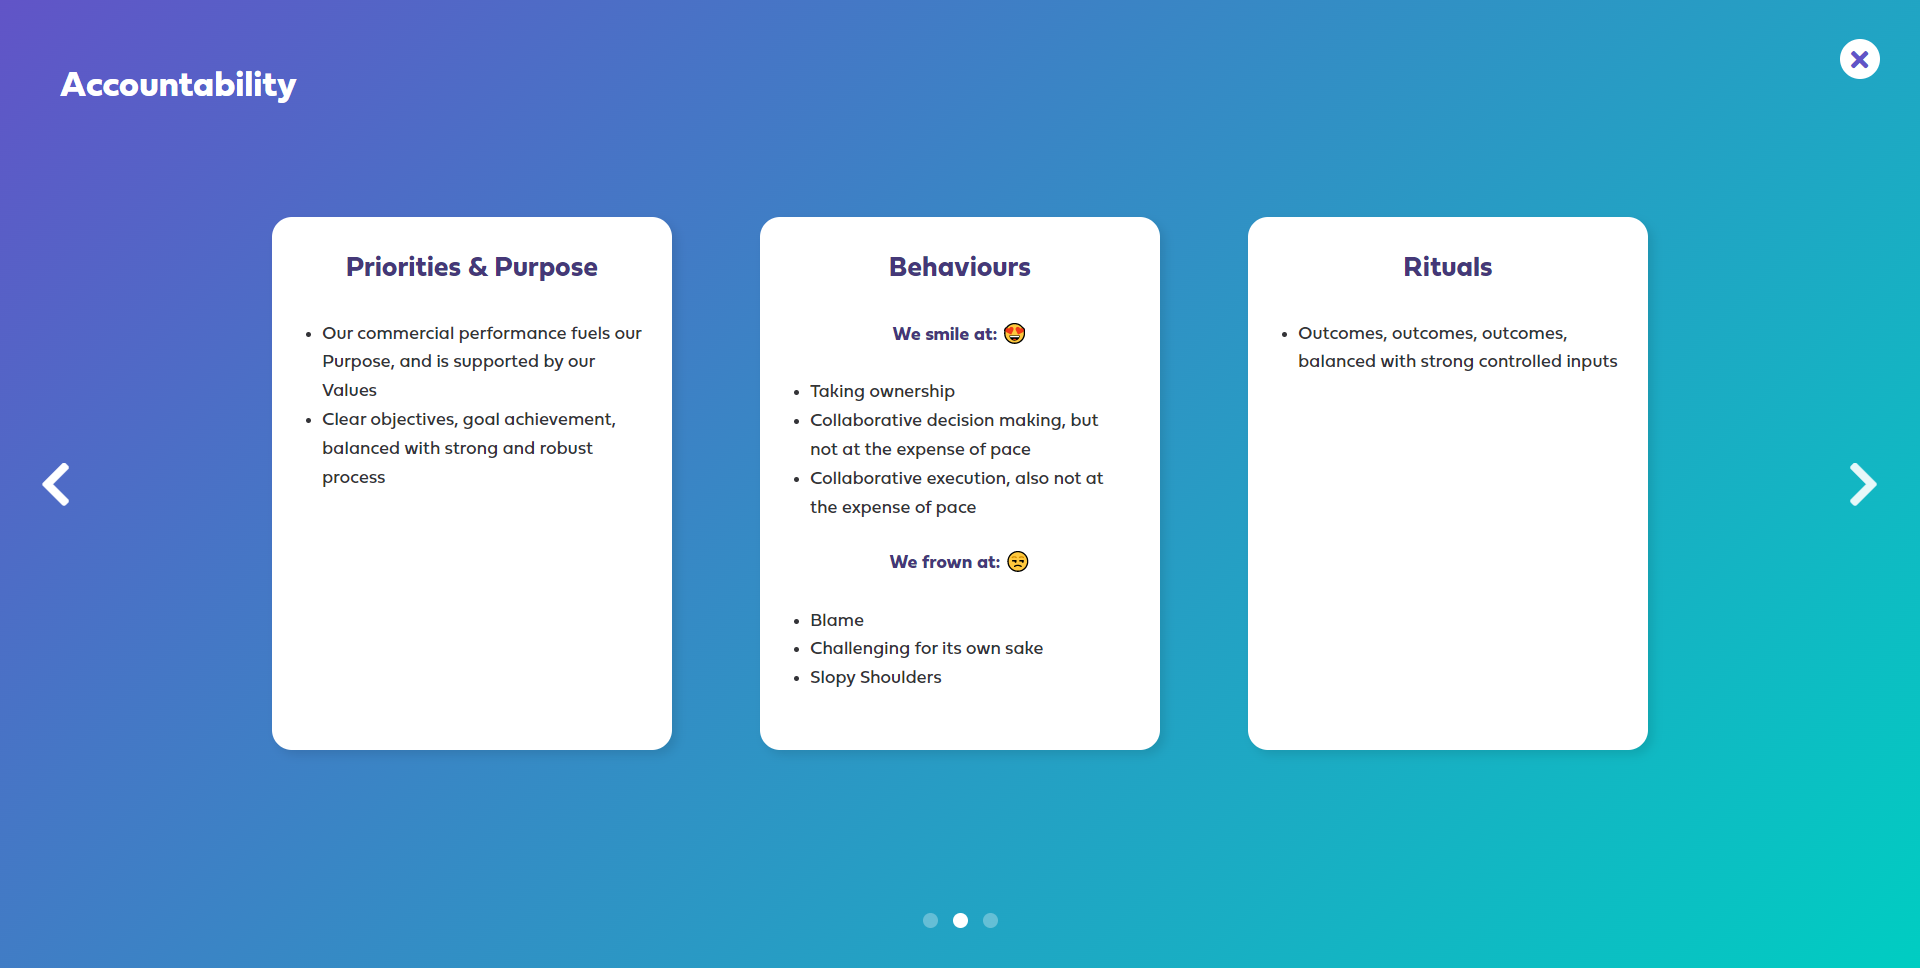 Accountability
Priorities & Purpose
• Our commercial performance fuels our
Purpose, and is supported by our
Values
• Clear objectives, goal achievement,
balanced with strong and robust
process
Behaviours
We smile at: 😍
• Taking ownership
• Collaborative decision making, but
not at the expense of pace
• Collaborative execution, also not at
the expense of pace
We frown at: 😒
• Blame
• Challenging for its own sake
• Slopy Shoulders
Rituals
• Outcomes, outcomes, outcomes,
balanced with strong controlled inputs